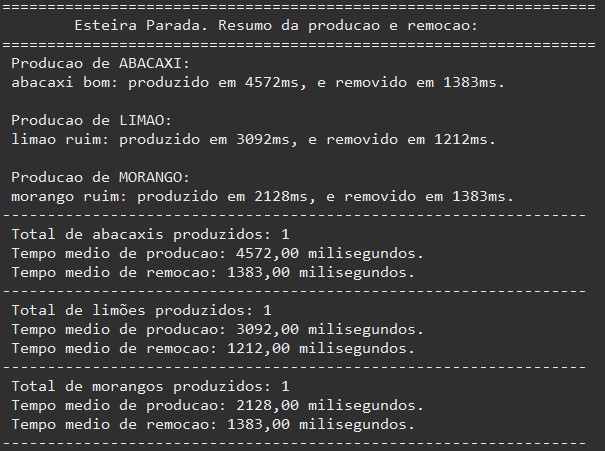 =================================================================
Esteira Parada. Resumo da producao e remocao:
=================================================================
Producao de ABACAXI:
abacaxi bom: produzido em 4572ms, e removido em 1383ms.
Producao de LIMAO:
limao ruim: produzido em 3092ms, e removido em 1212ms.
Producao de MORANGO:
morango ruim: produzido em 2128ms, e removido em 1383ms.
-----------------------------------------------------------------
Total de abacaxis produzidos: 1
Tempo medio de producao: 4572,00 milisegundos.
Tempo medio de remocao: 1383,00 milisegundos.
-----------------------------------------------------------------
Total de limões produzidos: 1
Tempo medio de producao: 3092,00 milisegundos.
Tempo medio de remocao: 1212,00 milisegundos.
-----------------------------------------------------------------
Total de morangos produzidos: 1
Tempo medio de producao: 2128,00 milisegundos.
Tempo medio de remocao: 1383,00 milisegundos.
-----------------------------------------------------------------